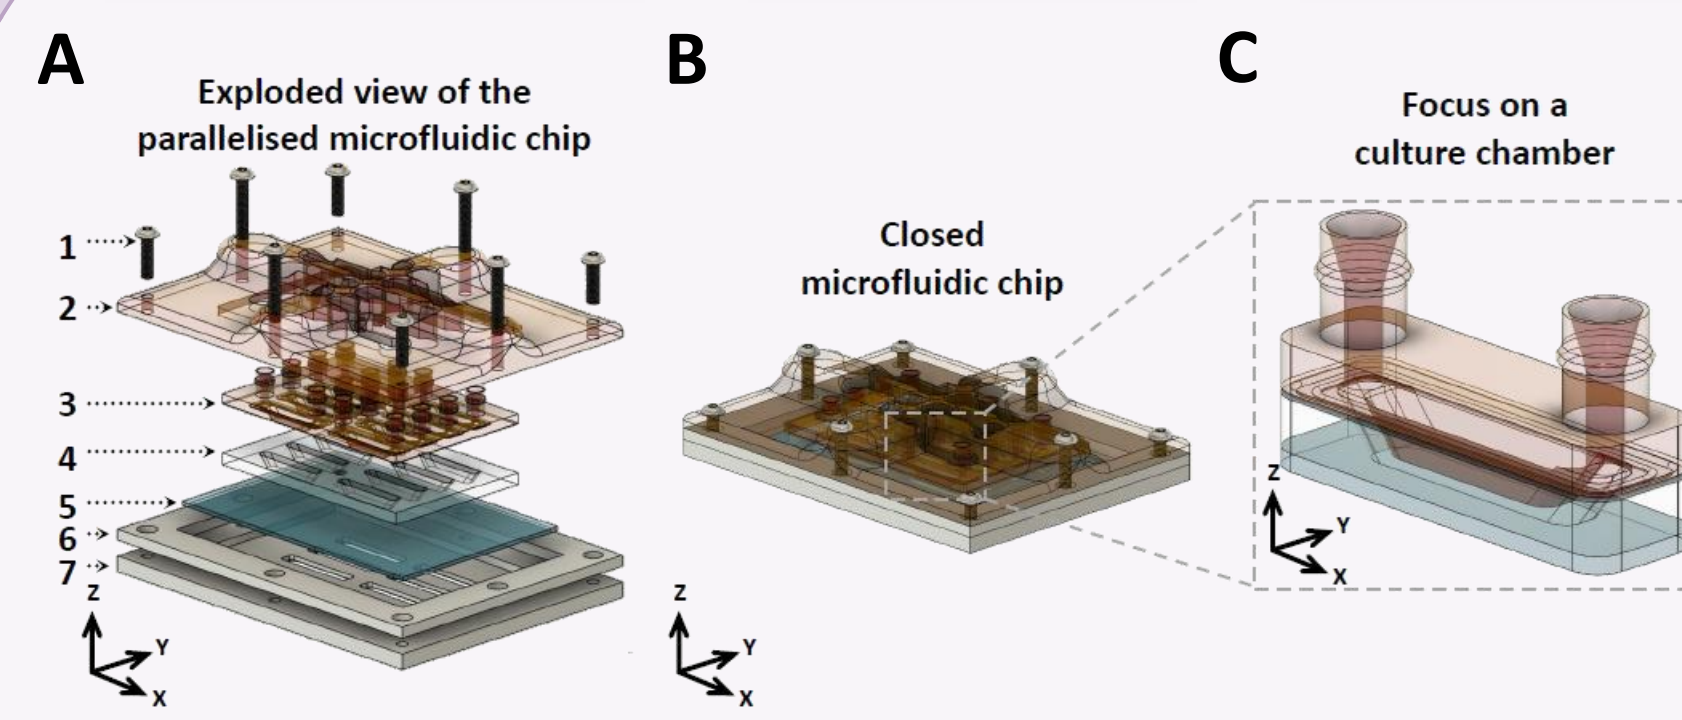 A
Exploded view of the
parallelised microfluidic chip
1
2
3
4
5
6
7
Z
Y
X
B
Closed
microfluidic chip
Z
Y
X
C
Focus on a
culture chamber
Z
Y
X